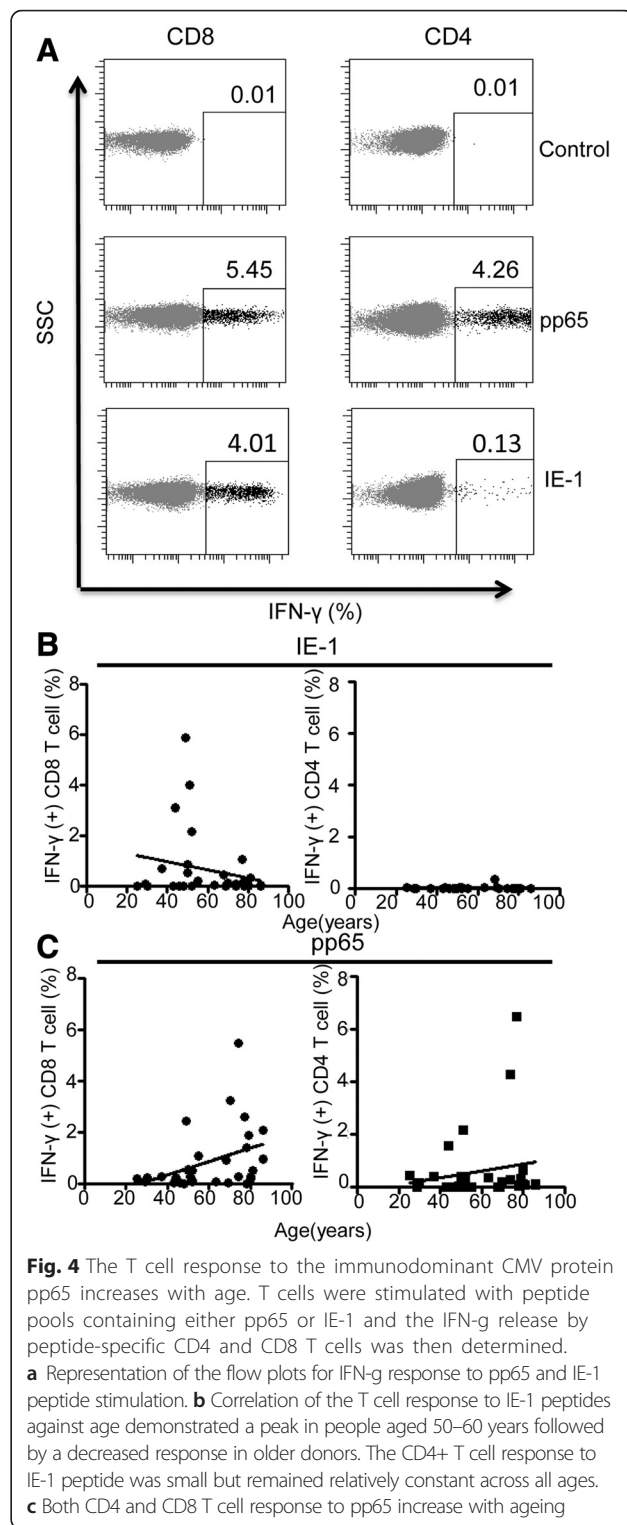 CD8 CD4
A
0.01 0.01
Control
5.45 4.26
pp65
SSC
4.01 0.13
IE-1
IFN-γ (%)
B
IE-1
IFN-γ (+) CD8 T cell (%)
8
6
4
2
0
0 20 40 60 80 100
IFN-γ (+) CD4 T cell (%)
8
6
4
2
0
0 20 40 60 80 100
Age(years)
C
pp65
IFN-γ (+) CD8 T cell (%)
8
6
4
2
0
0 20 40 60 80 100
Age(years)
IFN-γ (+) CD4 T cell (%)
8
6
4
2
0
0 20 40 60 80 100
Age(years)
Fig. 4 The T cell response to the immunodominant CMV protein
pp65 increases with age. T cells were stimulated with peptide
pools containing either pp65 or IE-1 and the IFN-g release by
peptide-specific CD4 and CD8 T cells was then determined.
a Representation of the flow plots for IFN-g response to pp65 and IE-1
peptide stimulation. b Correlation of the T cell response to IE-1 peptides
against age demonstrated a peak in people aged 50–60 years followed
by a decreased response in older donors. The CD4+ T cell response to
IE-1 peptide was small but remained relatively constant across all ages.
c Both CD4 and CD8 T cell response to pp65 increase with ageing